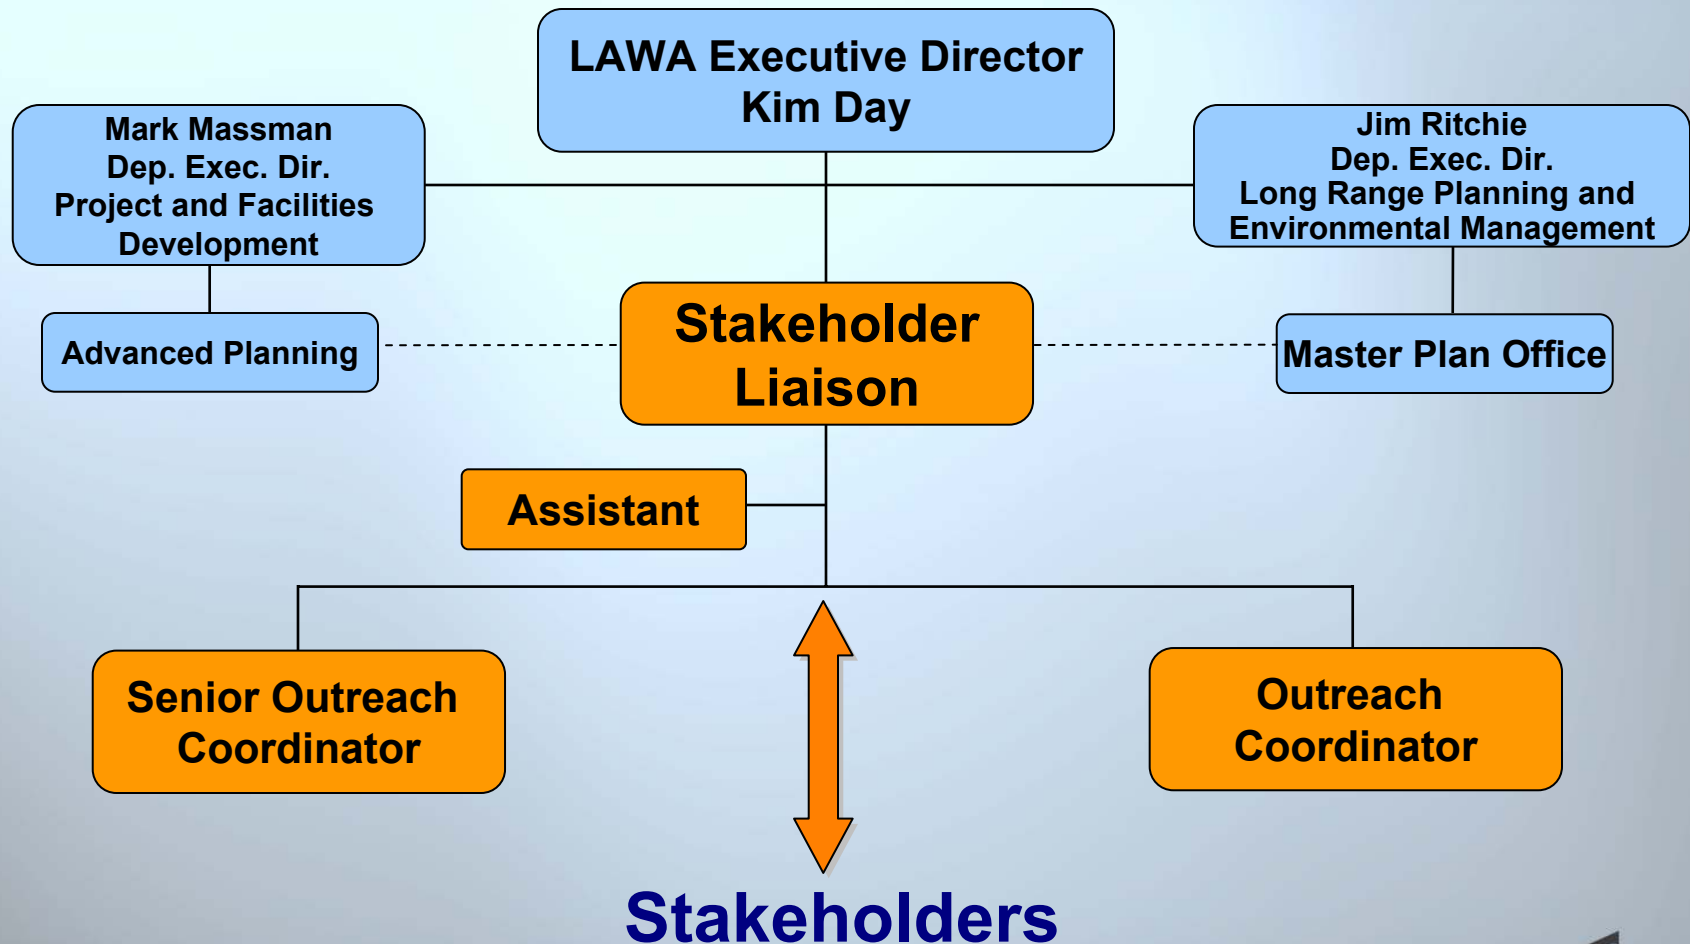 LAWA Executive Director
Kim Day
Mark Massman
Dep. Exec. Dir.
Project and Facilities
Development
Jim Ritchie
Dep. Exec. Dir.
Long Range Planning and
Environmental Management
Advanced Planning
Stakeholder
Liaison
Master Plan Office
Assistant
Senior Outreach
Coordinator
Outreach
Coordinator
Stakeholders